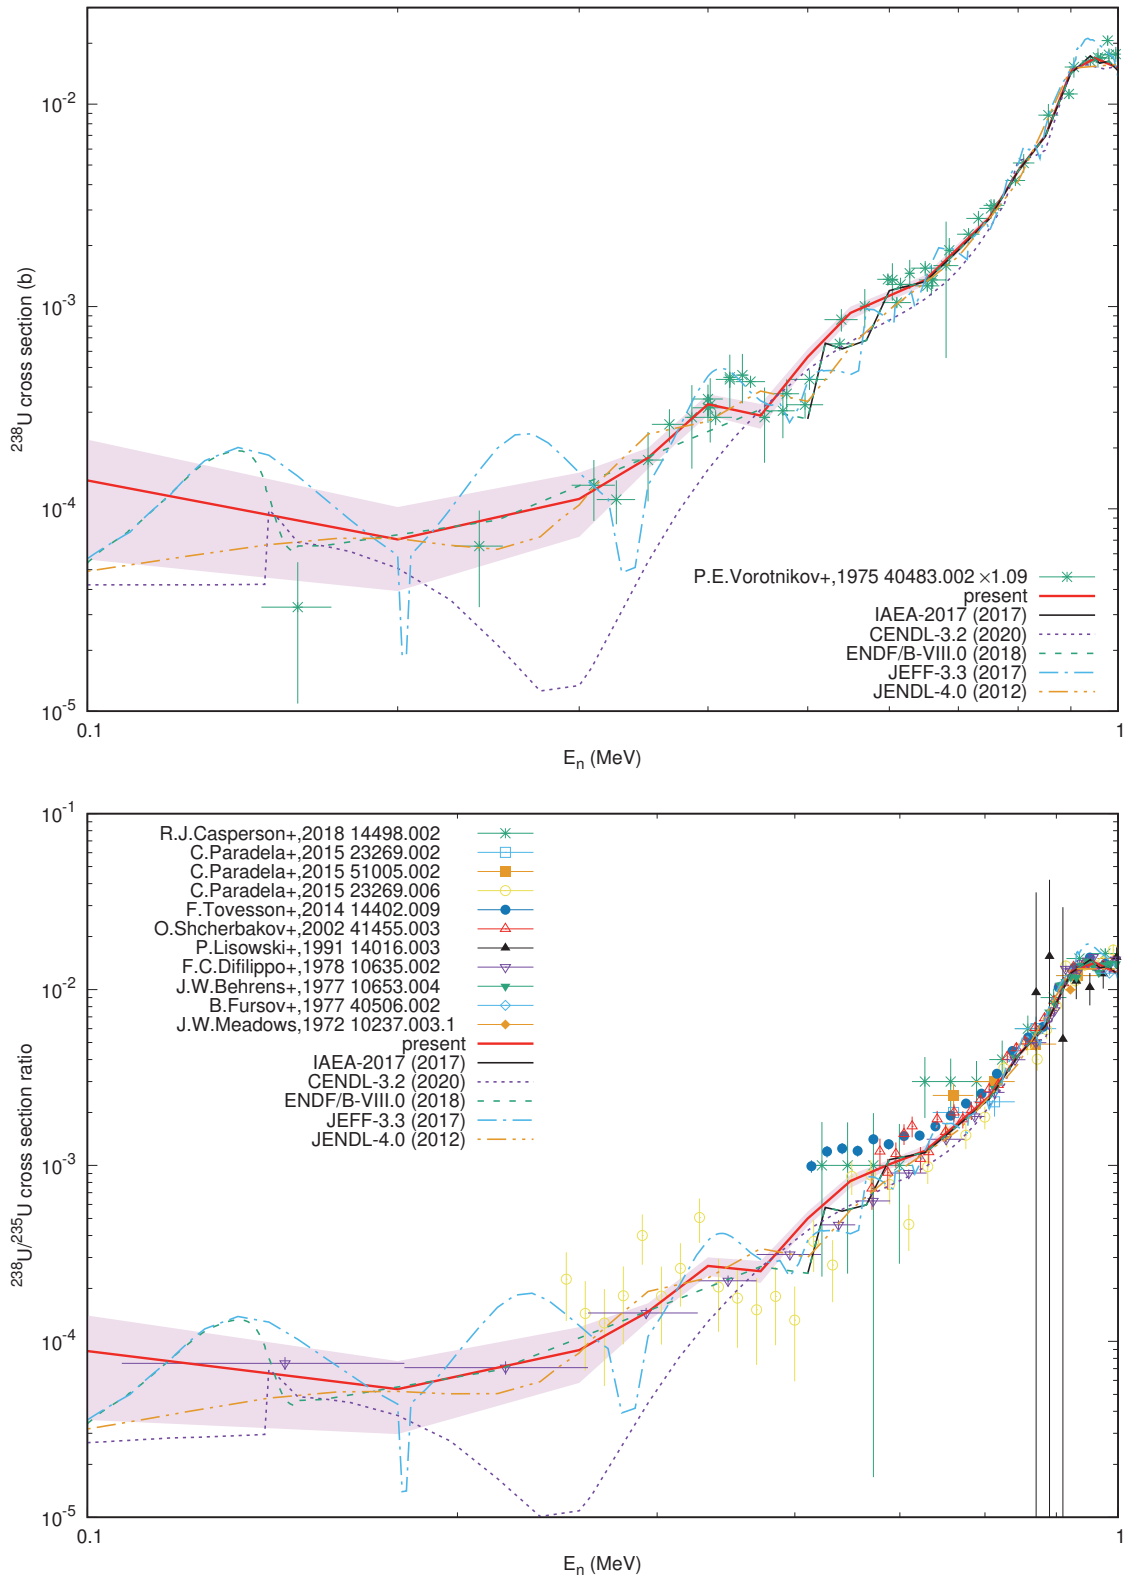 10-2
10-3
10-4
10-5
238U cross section (b)
P.E.Vorotnikov+,1975 40483.002 ×1.09
present
IAEA-2017 (2017)
CENDL-3.2 (2020)
ENDF/B-VIII.0 (2018)
JEFF-3.3 (2017)
JENDL-4.0 (2012)
0.1
1
En (MeV)
10-1
10-2
10-3
10-4
10-5
238U/235U cross section ratio
R.J.Casperson+,2018 14498.002
C.Paradela+,2015 23269.002
C.Paradela+,2015 51005.002
C.Paradela+,2015 23269.006
F.Tovesson+,2014 14402.009
O.Shcherbakov+,2002 41455.003
P.Lisowski+,1991 14016.003
F.C.Difilippo+,1978 10635.002
J.W.Behrens+,1977 10653.004
B.Fursov+,1977 40506.002
J.W.Meadows,1972 10237.003.1
present
IAEA-2017 (2017)
CENDL-3.2 (2020)
ENDF/B-VIII.0 (2018)
JEFF-3.3 (2017)
JENDL-4.0 (2012)
0.1
1
En (MeV)